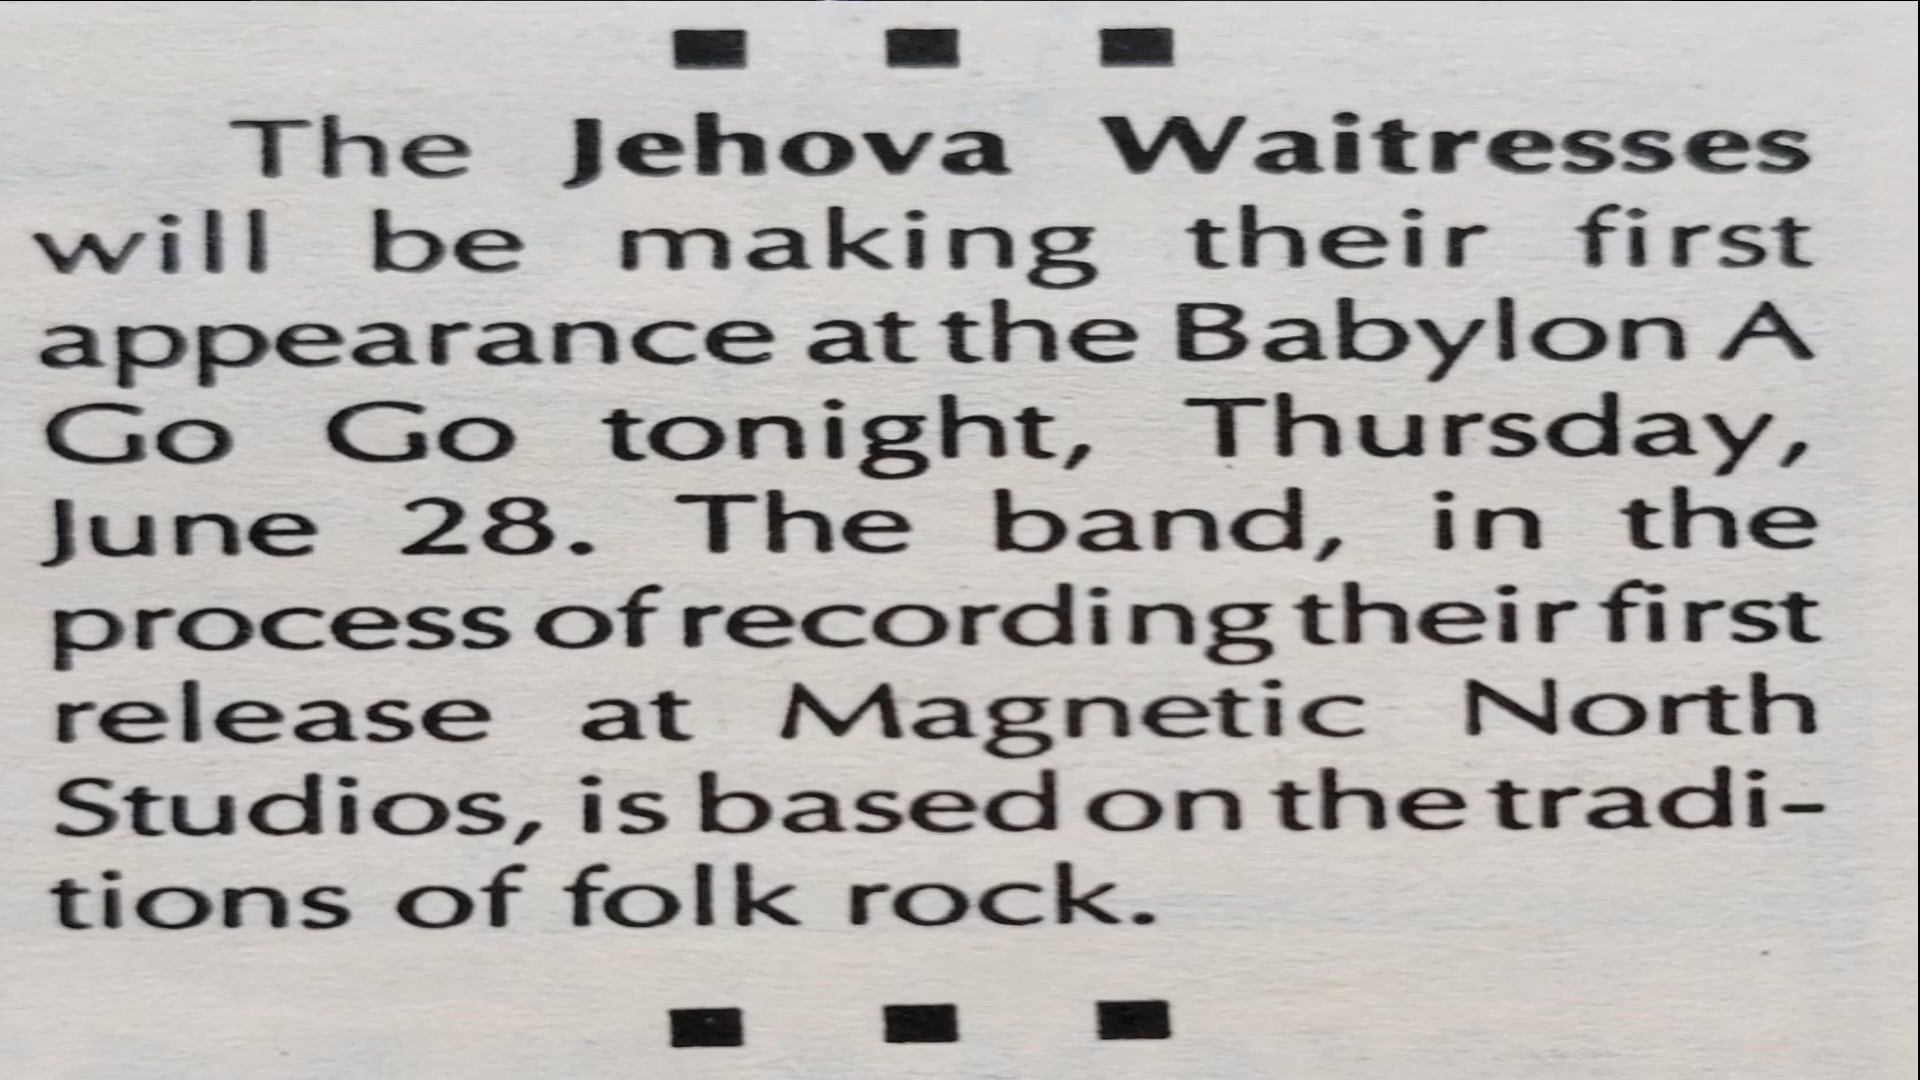 The Jehova Waitresses
will be making their first
appearance at the Babylon A
Go Go tonight, Thursday,
June 28. The band, in the
process of recording their first
release at Magnetic North
Studios, is based on the tradi-
tions of folk rock.